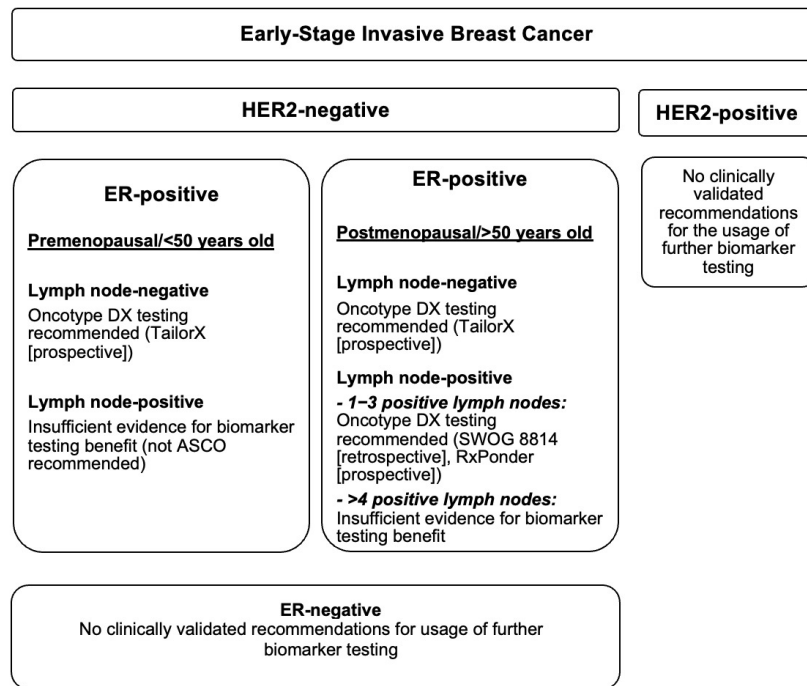 Early-Stage Invasive Breast Cancer
HER2-negative
HER2-positive
ER-positive
Premenopausal/<50 years old
Lymph node-negative
Oncotype DX testing
recommended (TailorX
[prospective])
Lymph node-positive
Insufficient evidence for biomarker
testing benefit (not ASCO
recommended)
ER-positive
Postmenopausal/>50 years old
Lymph node-negative
Oncotype DX testing
recommended (TailorX
[prospective])
Lymph node-positive
- 1−3 positive lymph nodes:
Oncotype DX testing
recommended (SWOG 8814
[retrospective], RxPonder
[prospective])
- >4 positive lymph nodes:
Insufficient evidence for biomarker
testing benefit
No clinically
validated
recommendations
for the usage of
further biomarker
testing
ER-negative
No clinically validated recommendations for usage of further
biomarker testing